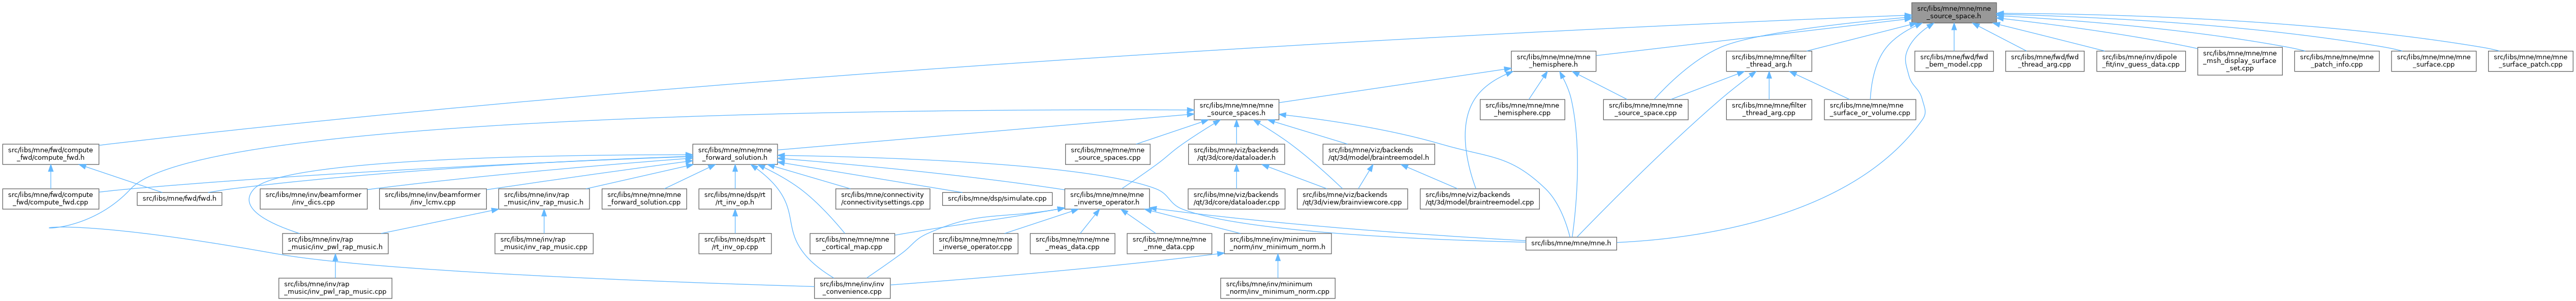 src/libs/mne/mne/mne
_source_space.h
src/libs/mne/mne/mne
_hemisphere.h
src/libs/mne/mne/filter
_thread_arg.h
src/libs/mne/fwd/fwd
_bem_model.cpp
src/libs/mne/fwd/fwd
_thread_arg.cpp
src/libs/mne/inv/dipole
_fit/inv_guess_data.cpp
src/libs/mne/mne/mne
_msh_display_surface
_set.cpp
src/libs/mne/mne/mne
_patch_info.cpp
src/libs/mne/mne/mne
_surface.cpp
src/libs/mne/mne/mne
_surface_patch.cpp
src/libs/mne/mne/mne
_source_spaces.h
src/libs/mne/mne/mne
_hemisphere.cpp
src/libs/mne/mne/mne
_source_space.cpp
src/libs/mne/mne/filter
_thread_arg.cpp
src/libs/mne/mne/mne
_surface_or_volume.cpp
src/libs/mne/fwd/compute
_fwd/compute_fwd.h
src/libs/mne/mne/mne
_forward_solution.h
src/libs/mne/mne/mne
_source_spaces.cpp
src/libs/mne/viz/backends
/qt/3d/core/dataloader.h
src/libs/mne/viz/backends
/qt/3d/model/braintreemodel.h
src/libs/mne/fwd/compute
_fwd/compute_fwd.cpp
src/libs/mne/fwd/fwd.h
src/libs/mne/inv/beamformer
/inv_dics.cpp
src/libs/mne/inv/beamformer
/inv_lcmv.cpp
src/libs/mne/inv/rap
_music/inv_rap_music.h
src/libs/mne/mne/mne
_forward_solution.cpp
src/libs/mne/dsp/rt
/rt_inv_op.h
src/libs/mne/connectivity
/connectivitysettings.cpp
src/libs/mne/dsp/simulate.cpp
src/libs/mne/mne/mne
_inverse_operator.h
src/libs/mne/viz/backends
/qt/3d/core/dataloader.cpp
src/libs/mne/viz/backends
/qt/3d/view/brainviewcore.cpp
src/libs/mne/viz/backends
/qt/3d/model/braintreemodel.cpp
src/libs/mne/inv/rap
_music/inv_pwl_rap_music.h
src/libs/mne/inv/rap
_music/inv_rap_music.cpp
src/libs/mne/dsp/rt
/rt_inv_op.cpp
src/libs/mne/mne/mne
_cortical_map.cpp
src/libs/mne/mne/mne
_inverse_operator.cpp
src/libs/mne/mne/mne
_meas_data.cpp
src/libs/mne/mne/mne
_mne_data.cpp
src/libs/mne/inv/minimum
_norm/inv_minimum_norm.h
src/libs/mne/mne/mne.h
src/libs/mne/inv/rap
_music/inv_pwl_rap_music.cpp
src/libs/mne/inv/inv
_convenience.cpp
src/libs/mne/inv/minimum
_norm/inv_minimum_norm.cpp